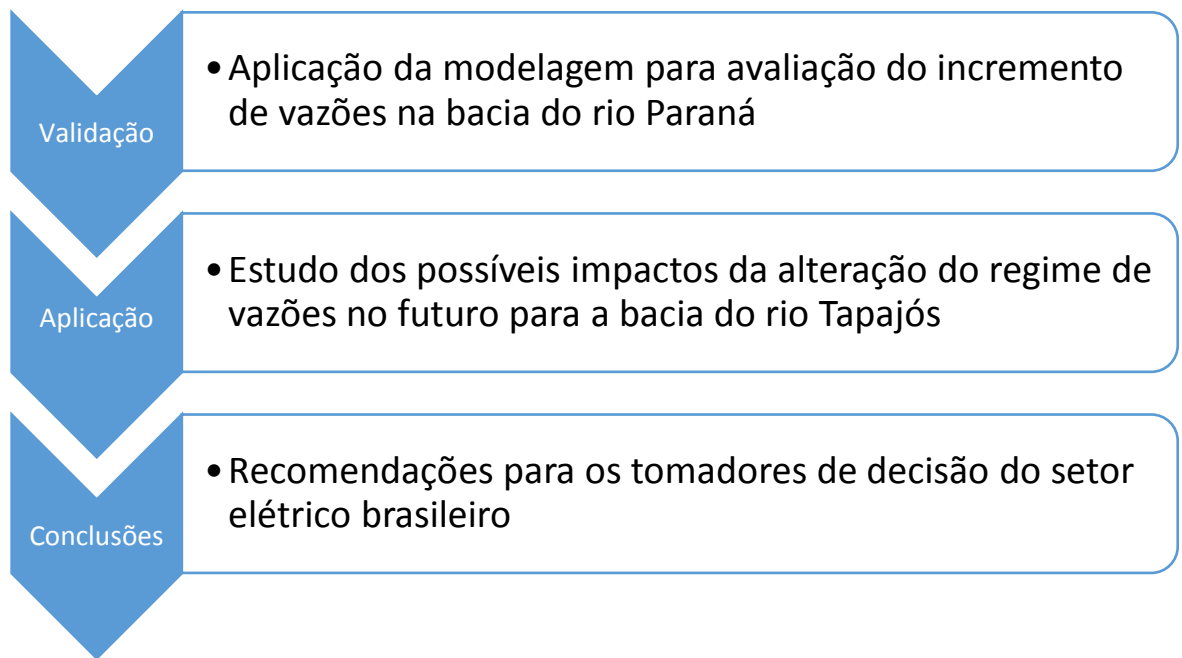 Validação
• Aplicação da modelagem para avaliação do incremento
de vazões na bacia do rio Paraná
Aplicação
• Estudo dos possíveis impactos da alteração do regime de
vazões no futuro para a bacia do rio Tapajós
Conclusões
• Recomendações para os tomadores de decisão do setor
elétrico brasileiro